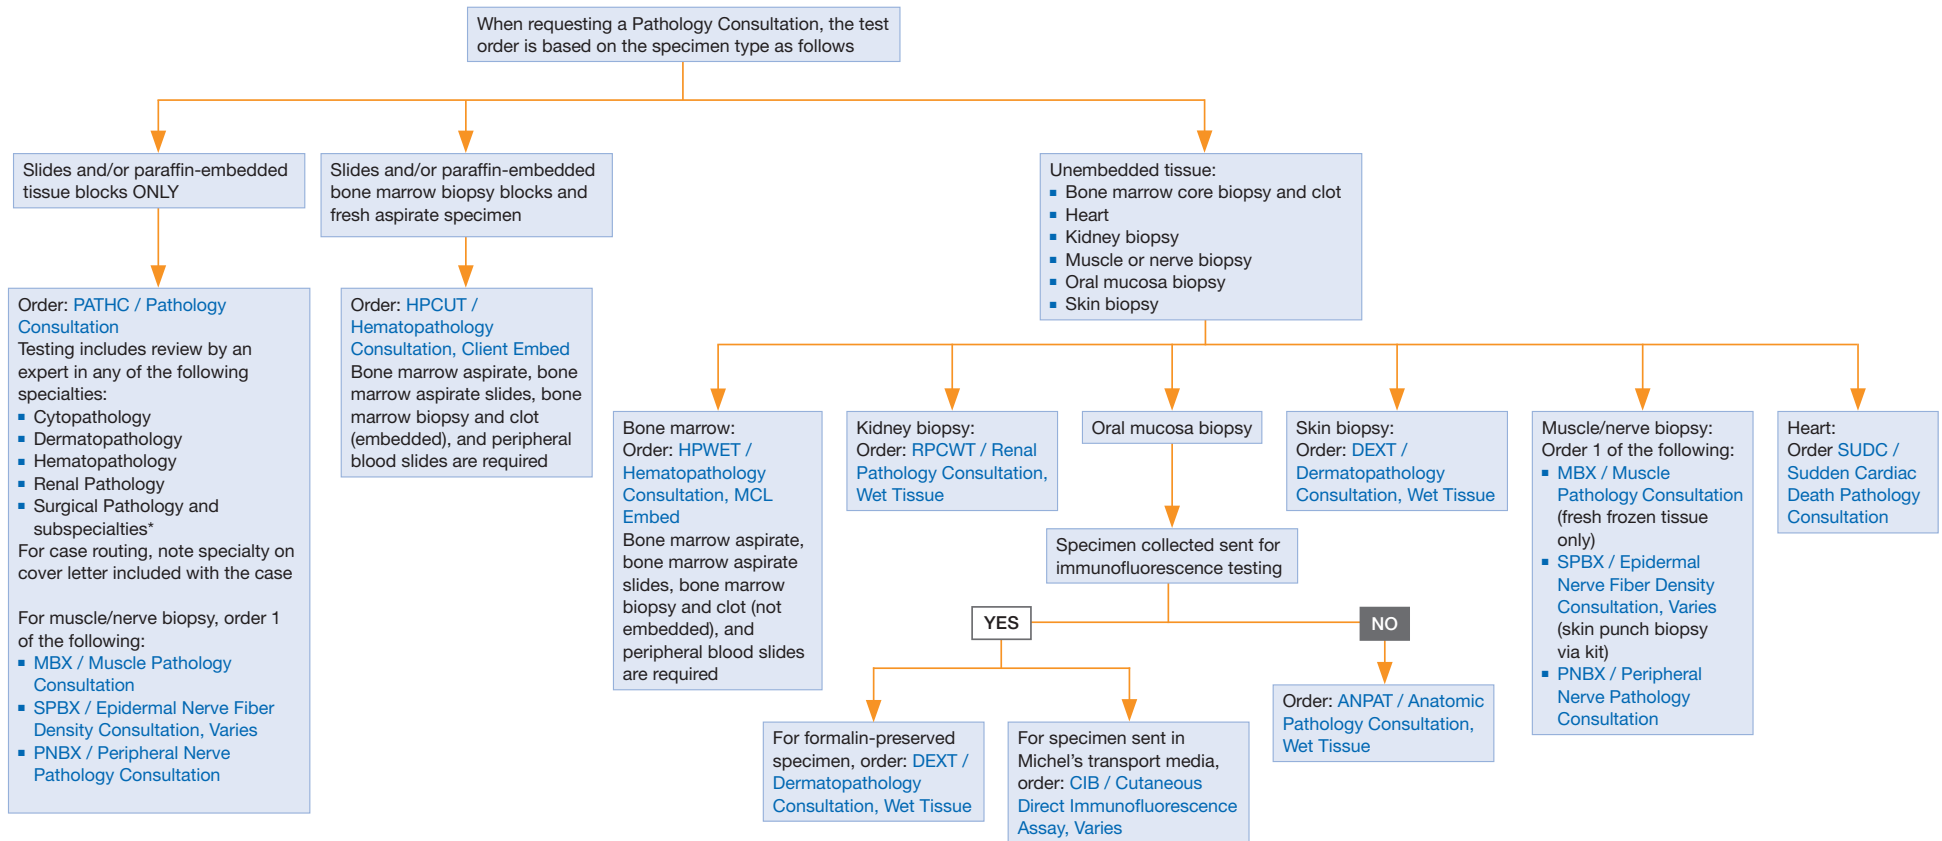 When requesting a Pathology Consultation, the test
order is based on the specimen type as follows
Slides and/or paraffin-embedded
tissue blocks ONLY
Slides and/or paraffin-embedded
bone marrow biopsy blocks and
fresh aspirate specimen
Unembedded tissue:
▪ Bone marrow core biopsy and clot
▪ Heart
▪ Kidney biopsy
▪ Muscle or nerve biopsy
▪ Oral mucosa biopsy
▪ Skin biopsy
Order: PATHC / Pathology
Consultation
Testing includes review by an
expert in any of the following
specialties:
▪ Cytopathology
▪ Dermatopathology
▪ Hematopathology
▪ Renal Pathology
▪ Surgical Pathology and
subspecialties*
For case routing, note specialty on
cover letter included with the case
For muscle/nerve biopsy, order 1
of the following:
▪ MBX / Muscle Pathology
Consultation
▪ SPBX / Epidermal Nerve Fiber
Density Consultation, Varies
▪ PNBX / Peripheral Nerve
Pathology Consultation
Order: HPCUT /
Hematopathology
Consultation, Client Embed
Bone marrow aspirate, bone
marrow aspirate slides, bone
marrow biopsy and clot
(embedded), and peripheral
blood slides are required
Bone marrow:
Order: HPWET /
Hematopathology
Consultation, MCL
Embed
Bone marrow aspirate,
bone marrow aspirate
slides, bone marrow
biopsy and clot (not
embedded), and
peripheral blood slides
are required
Kidney biopsy:
Order: RPCWT / Renal
Pathology Consultation,
Wet Tissue
Oral mucosa biopsy
Skin biopsy:
Order: DEXT /
Dermatopathology
Consultation, Wet Tissue
Muscle/nerve biopsy:
Order 1 of the following:
▪ MBX / Muscle
Pathology Consultation
(fresh frozen tissue
only)
▪ SPBX / Epidermal
Nerve Fiber Density
Consultation, Varies
(skin punch biopsy
via kit)
▪ PNBX / Peripheral
Nerve Pathology
Consultation
Heart:
Order SUDC /
Sudden Cardiac
Death Pathology
Consultation
Specimen collected sent for
immunofluorescence testing
YES
NO
For formalin-preserved
specimen, order: DEXT /
Dermatopathology
Consultation, Wet Tissue
For specimen sent in
Michel's transport media,
order: CIB / Cutaneous
Direct Immunofluorescence
Assay, Varies
Order: ANPAT / Anatomic
Pathology Consultation,
Wet Tissue